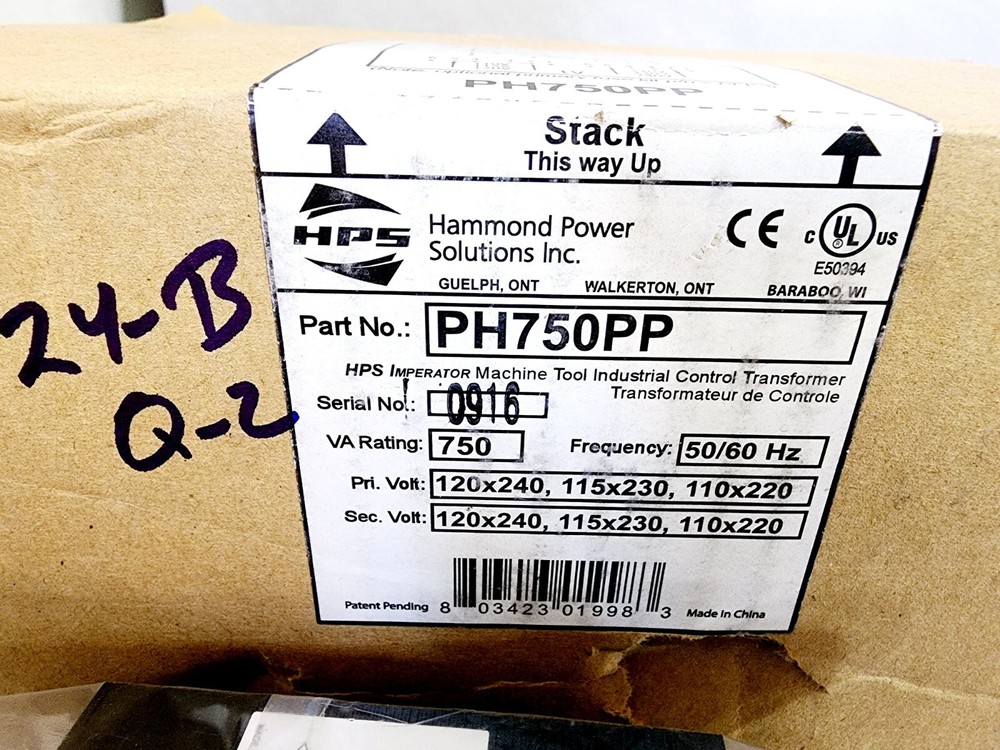 PH750PP
Stack
This way Up
HPS
Hammond Power
Solutions Inc.
CE
c UL us
®
E50394
GUELPH, ONT WALKERTON, ONT BARABOO, WI
Part No.: PH750PP
HPS IMPERATOR Machine Tool Industrial Control Transformer
Transformateur de Controle
Serial No.: 0916
VA Rating: 750 Frequency: 50/60 Hz
Pri. Volt: 120x240, 115x230, 110x220
Sec. Volt: 120x240, 115x230, 110x220
Patent Pending 8 03423 01998 3 Made in China
24-B
Q-2